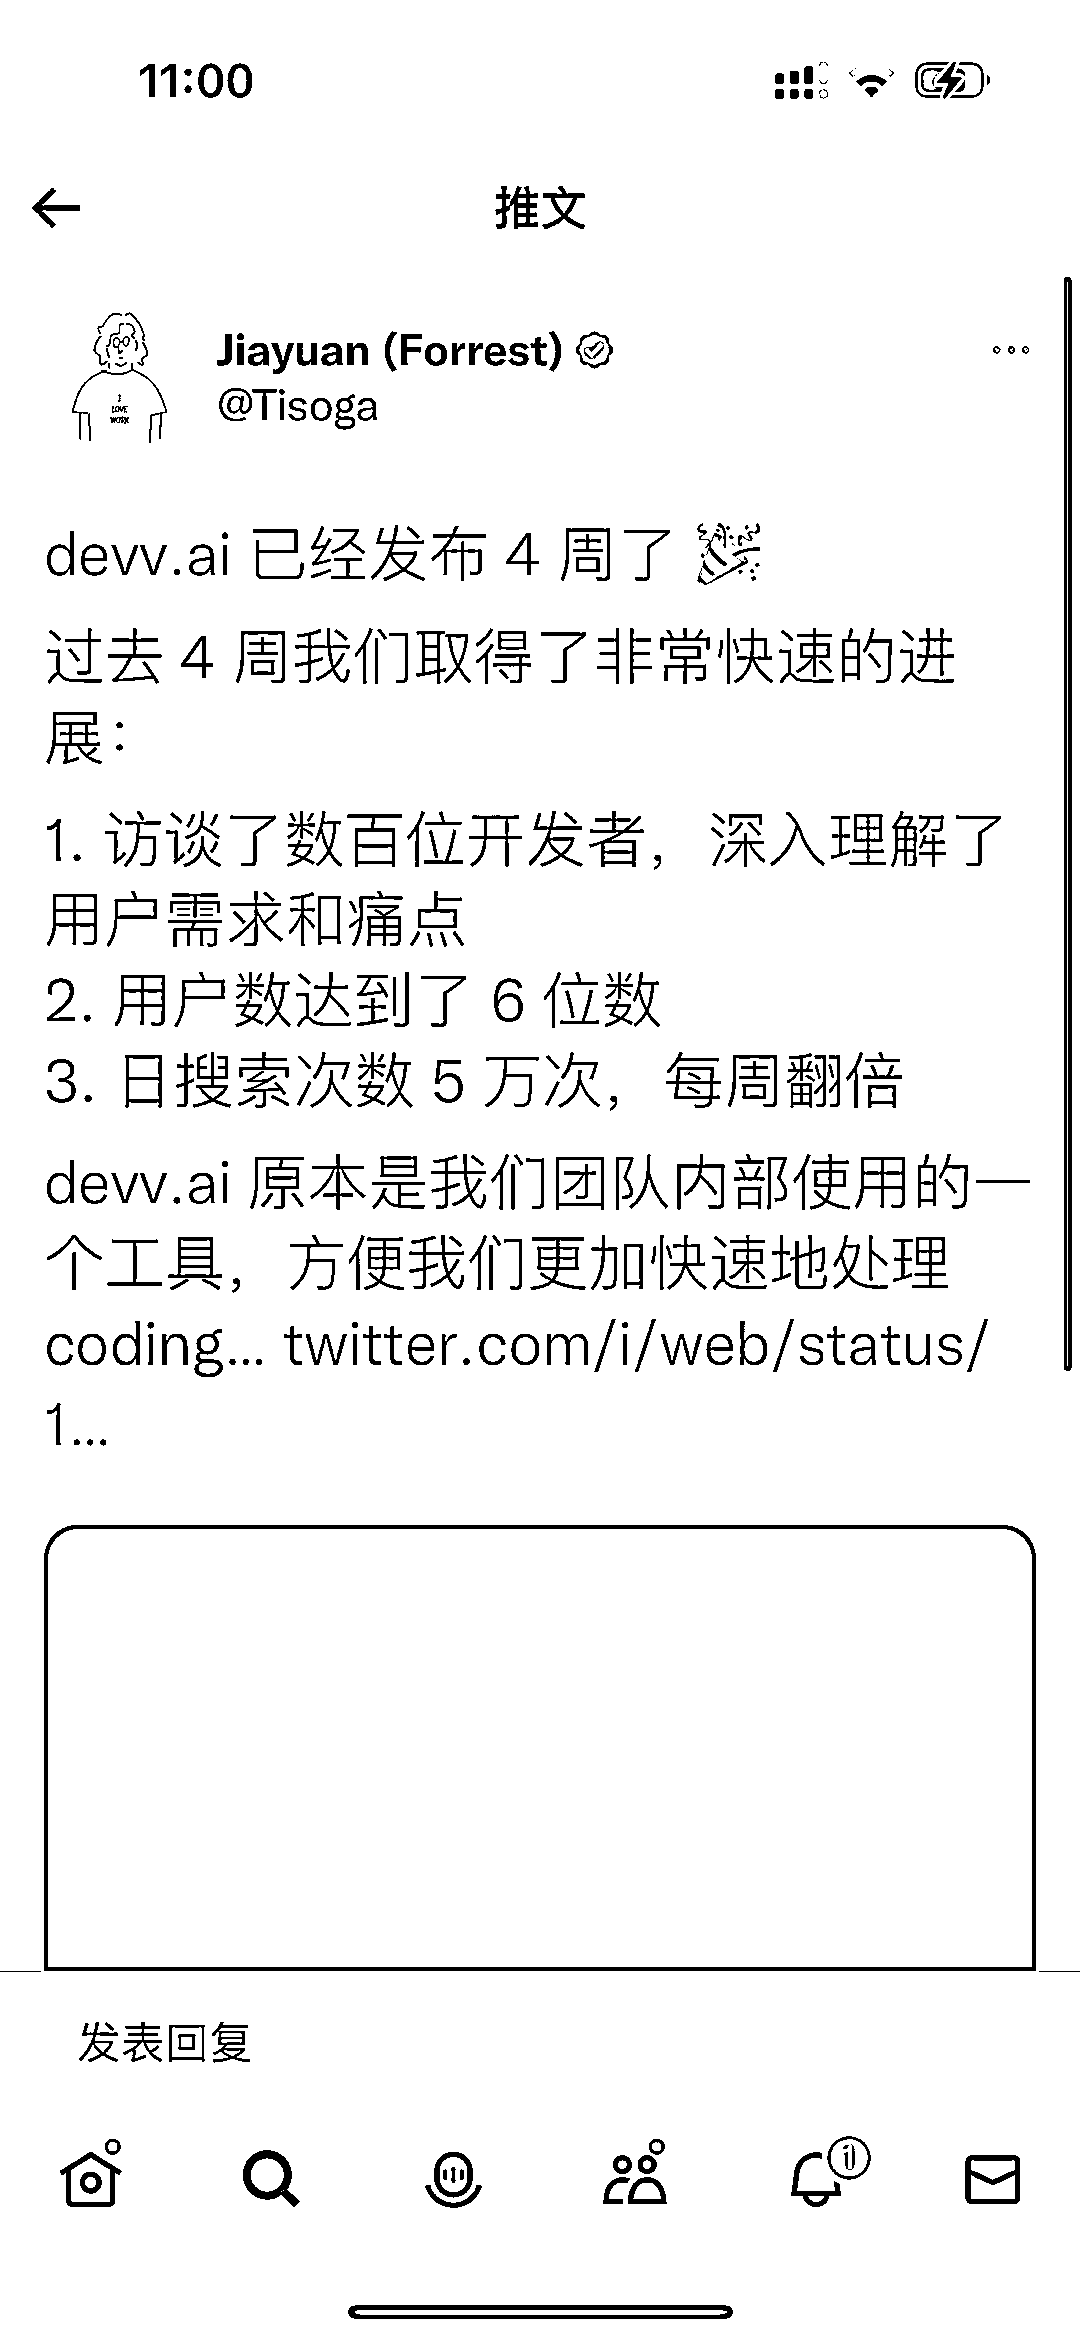 11:00
推文
Jiayuan (Forrest)
@Tisoga
I
LOVE
WORK
devv.ai 已经发布 4 周了 🎉
过去 4 周我们取得了非常快速的进
展：
1. 访谈了数百位开发者，深入理解了
用户需求和痛点
2. 用户数达到了 6 位数
3. 日搜索次数 5 万次，每周翻倍
devv.ai 原本是我们团队内部使用的一
个工具，方便我们更加快速地处理
coding... twitter.com/i/web/status/
1...
发表回复